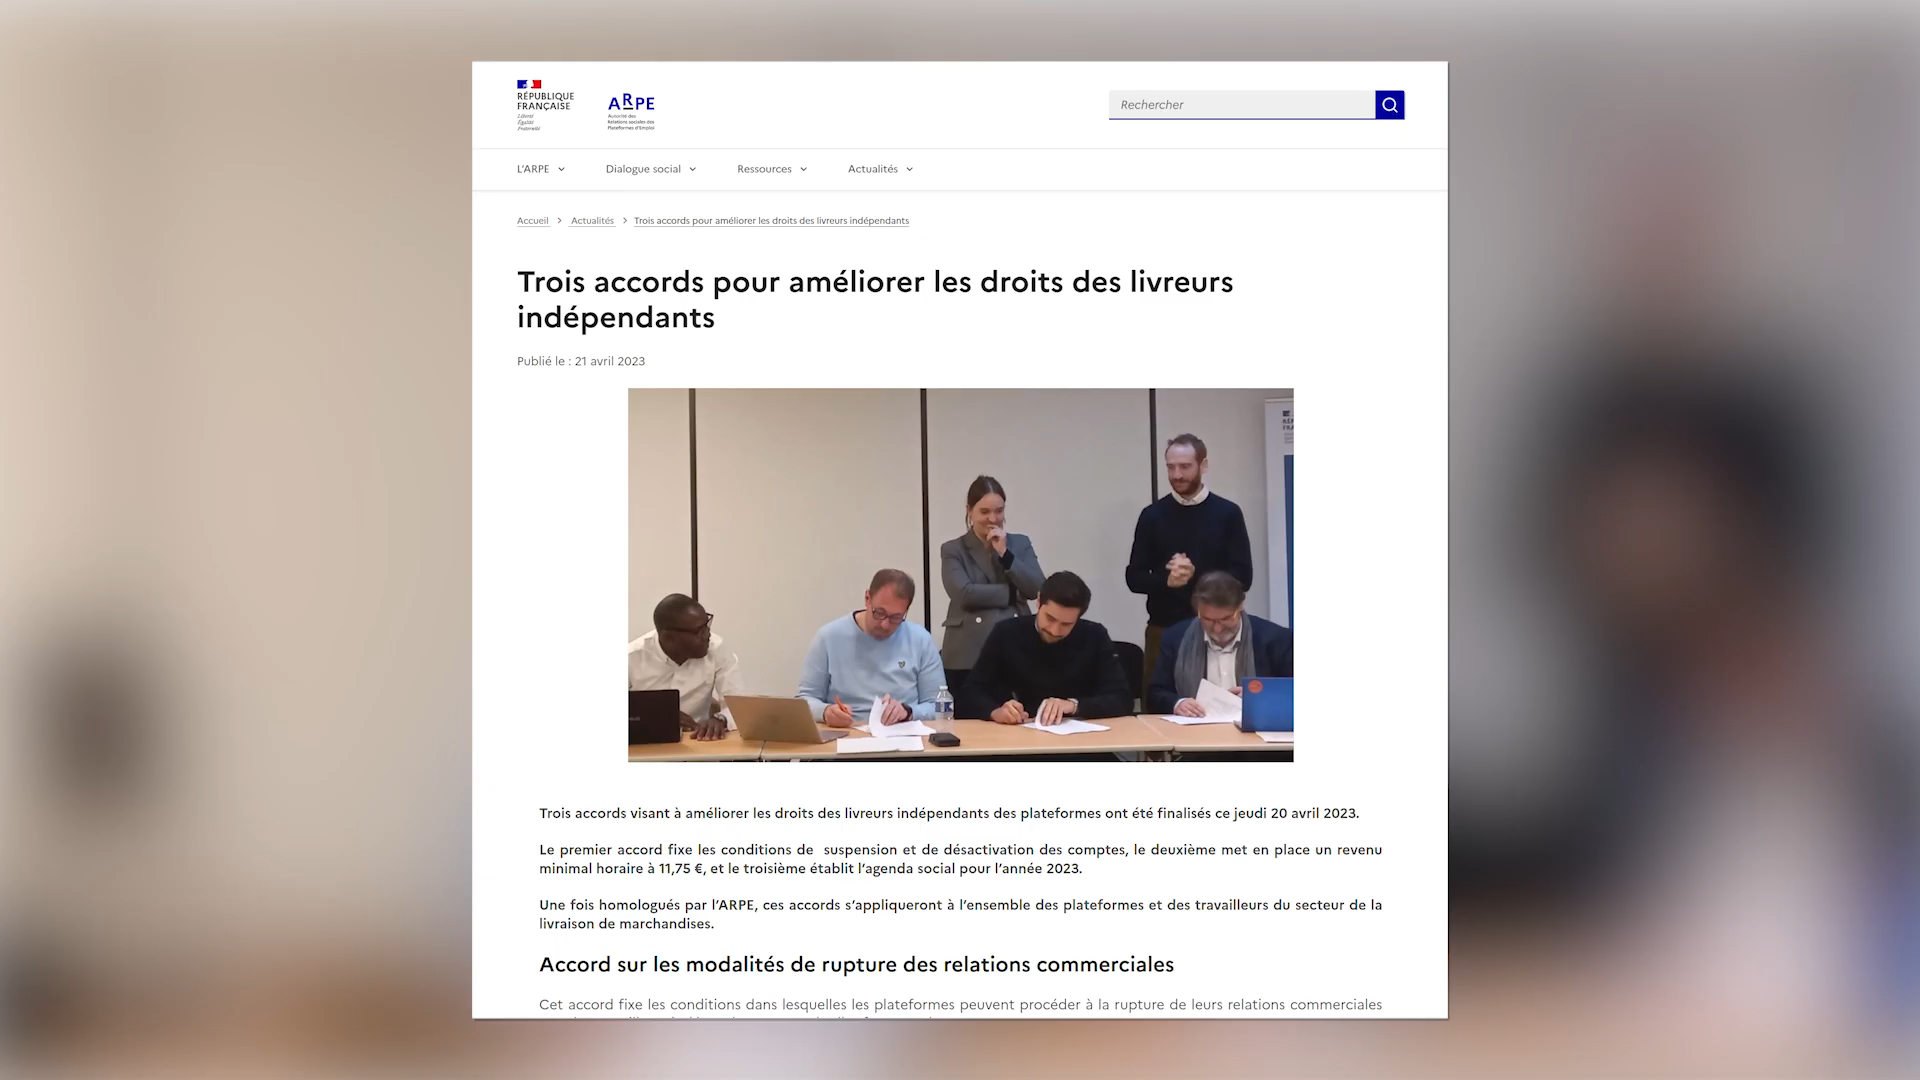 RÉPUBLIQUE
FRANÇAISE
Liberté
Égalité
Fraternité
ARPE
Autorité des
Relations sociales des
Plateformes d'Emploi
Rechercher
L'ARPE
Dialogue social
Ressources
Actualités
Accueil > Actualités > Trois accords pour améliorer les droits des livreurs indépendants
Trois accords pour améliorer les droits des livreurs
indépendants
Publié le : 21 avril 2023
Trois accords visant à améliorer les droits des livreurs indépendants des plateformes ont été finalisés ce jeudi 20 avril 2023.
Le premier accord fixe les conditions de suspension et de désactivation des comptes, le deuxième met en place un revenu
minimal horaire à 11,75 €, et le troisième établit l'agenda social pour l'année 2023.
Une fois homologués par l'ARPE, ces accords s'appliqueront à l'ensemble des plateformes et des travailleurs du secteur de la
livraison de marchandises.
Accord sur les modalités de rupture des relations commerciales
Cet accord fixe les conditions dans lesquelles les plateformes peuvent procéder à la rupture de leurs relations commerciales